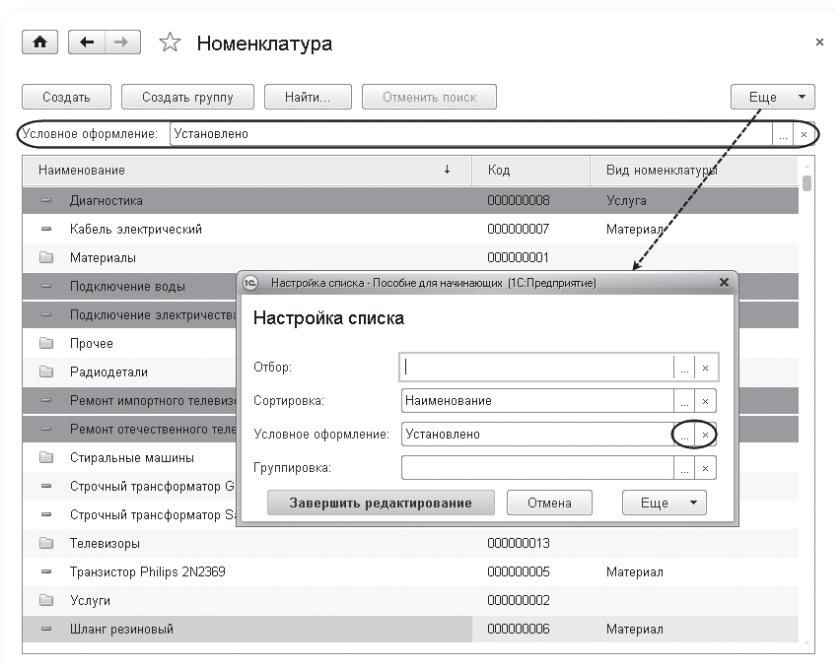 Номенклатура
×
Создать Создать группу Найти... Отменить поиск Еще
Условное оформление: Установлено ... ×
Наименование ↓ Код Вид номенклатуры
Диагностика 000000008 Услуга
Кабель электрический 000000007 Материал
Материалы 000000001
Подключение воды
Подключение электричества
Прочее
Радиодетали
Ремонт импортного телевиз
Ремонт отечественного теле
Стиральные машины
Строчный трансформатор G
Строчный трансформатор Sa
1С Настройка списка - Пособие для начинающих (1С:Предприятие) ×
Настройка списка
Отбор: ... ×
Сортировка: Наименование ... ×
Условное оформление: Установлено ... ×
Группировка: ... ×
Завершить редактирование Отмена Еще
Телевизоры 000000013
Транзистор Philips 2N2369 000000005 Материал
Услуги 000000002
Шланг резиновый 000000006 Материал